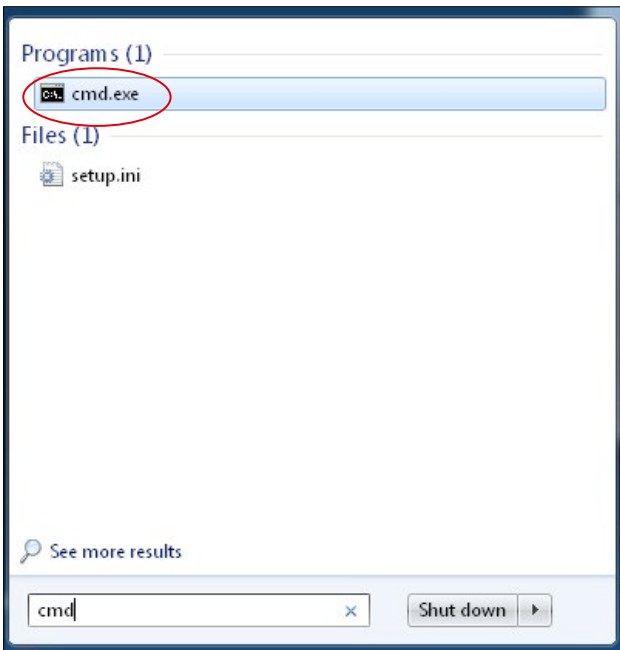 Programs (1)
cmd.exe
Files (1)
setup.ini
See more results
cmd
Shut down